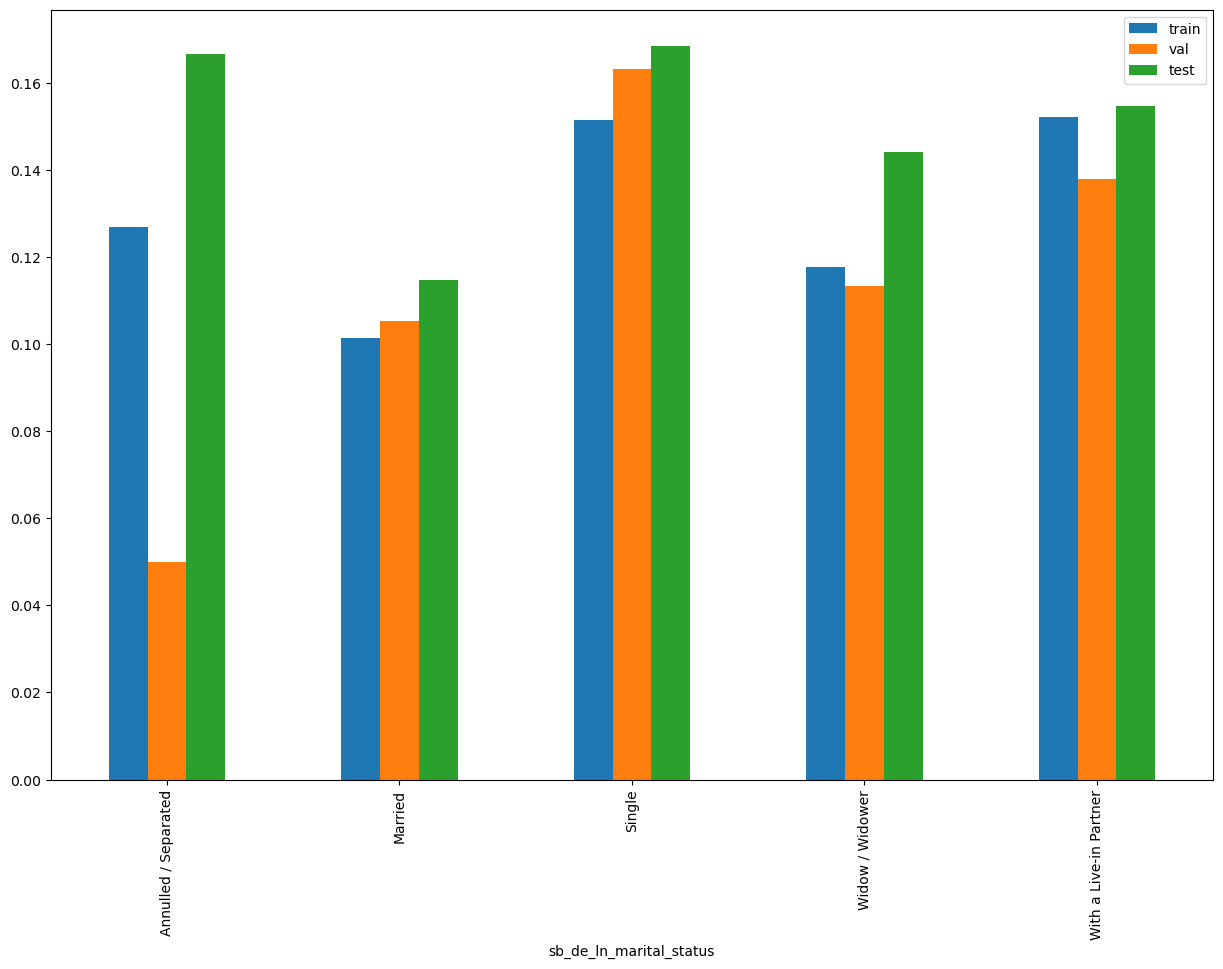 train
val
test
0.16
0.14
0.12
0.10
0.08
0.06
0.04
0.02
0.00
Annulled / Separated
Married
Single
Widow / Widower
With a Live-in Partner
sb_de_ln_marital_status